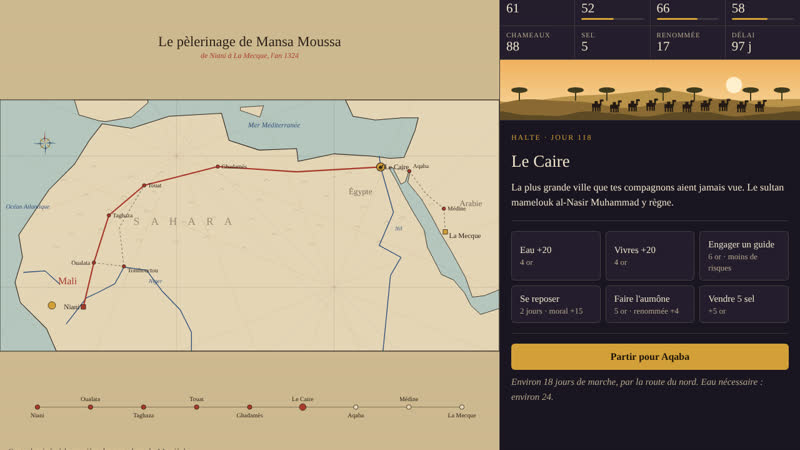 Le pèlerinage de Mansa Moussa
de Niani à La Mecque, l'an 1324
Mer Méditerranée
Ghadamès
Le Caire
Aqaba
Touat
Égypte
Arabie
Océan Atlantique
Taghaza
SAHARA
Médine
Nil
La Mecque
Oualata
Tombouctou
Mali
Niger
Niani
Oualata
Touat
Le Caire
Médine
Niani
Taghaza
Ghadamès
Aqaba
La Mecque
61
52
66
58
CHAMEAUX
SEL
RENOMMÉE
DÉLAI
88
5
17
97 j
HALTE · JOUR 118
Le Caire
La plus grande ville que tes compagnons aient jamais vue. Le sultan
mamelouk al-Nasir Muhammad y règne.
Eau +20
4 or
Vivres +20
4 or
Engager un guide
6 or · moins de
risques
Se reposer
2 jours · moral +15
Faire l'aumône
5 or · renommée +4
Vendre 5 sel
+5 or
Partir pour Aqaba
Environ 18 jours de marche, par la route du nord. Eau nécessaire :
environ 24.